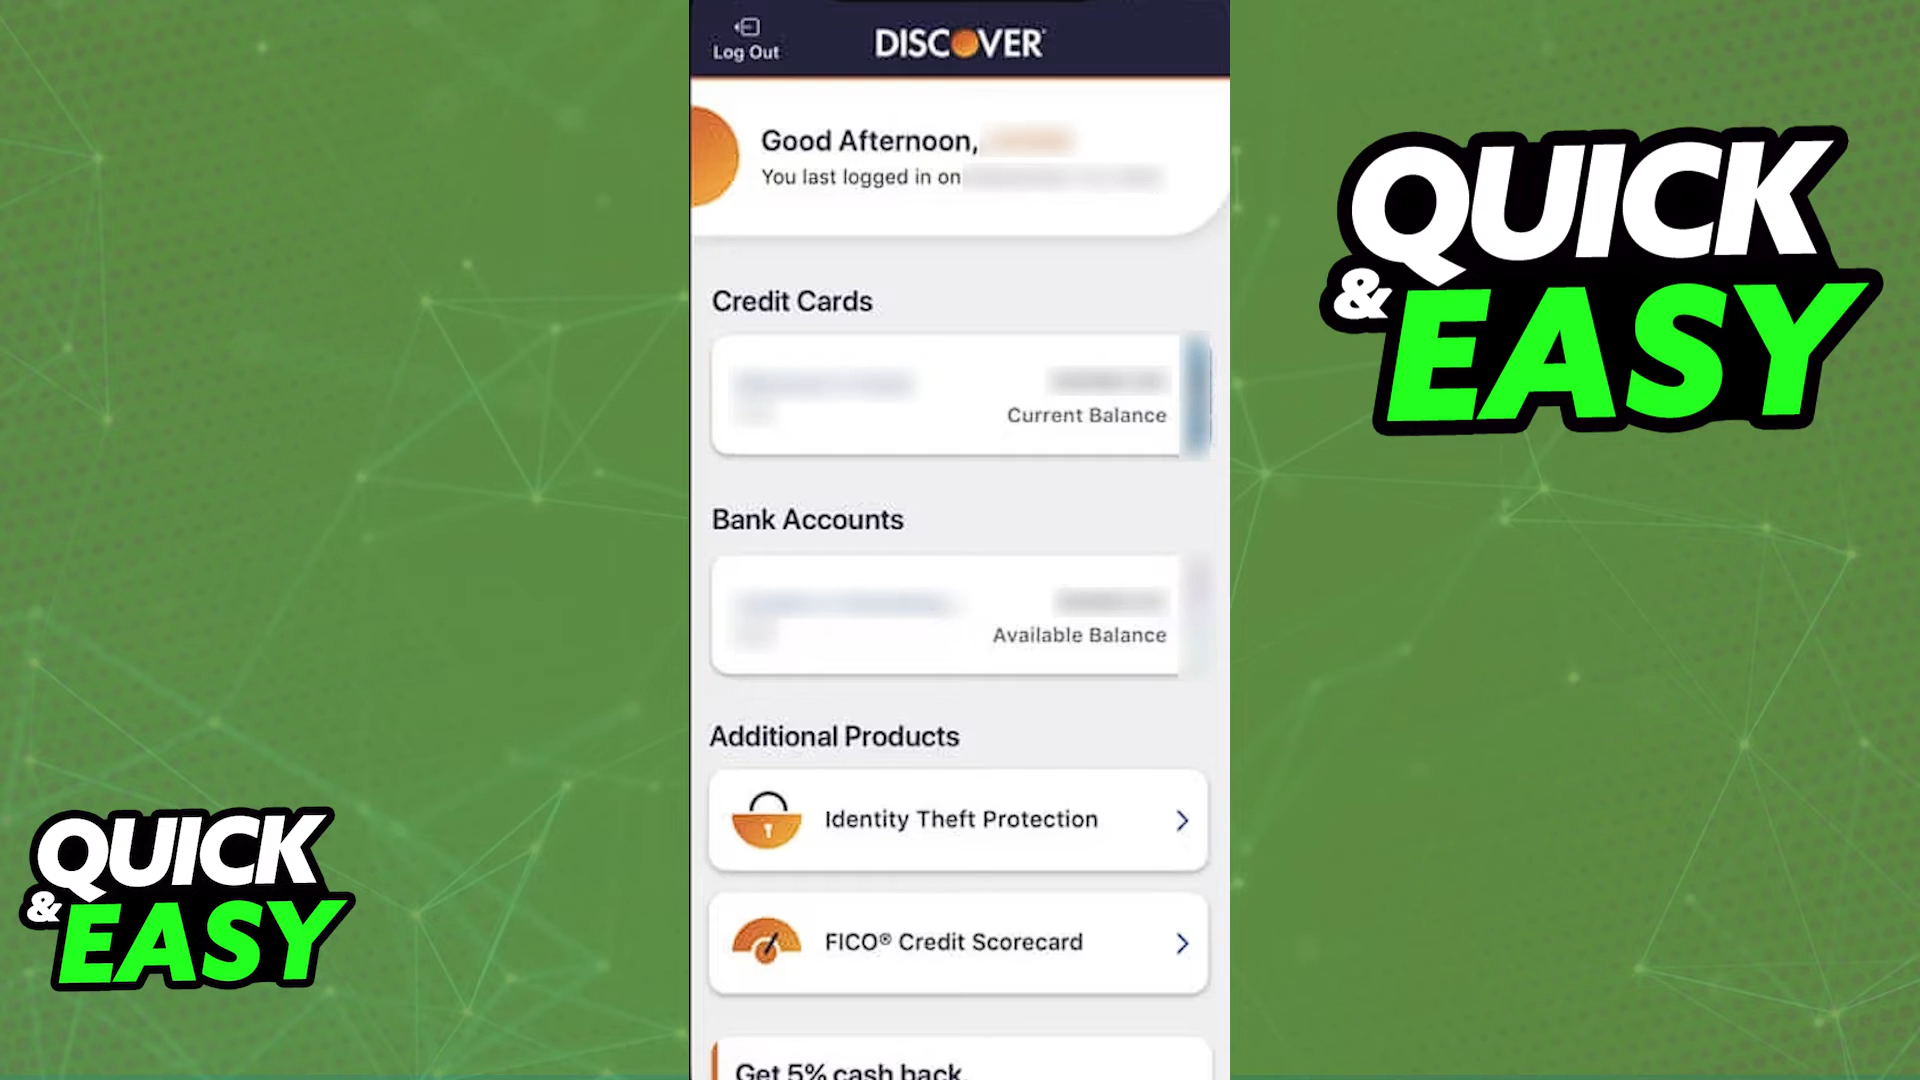 Log Out
DISCOVER
Good Afternoon,
You last logged in on
Credit Cards
Current Balance
Bank Accounts
Available Balance
Additional Products
Identity Theft Protection
FICO® Credit Scorecard
Get 5% cash back.
QUICK
& EASY
QUICK
& EASY